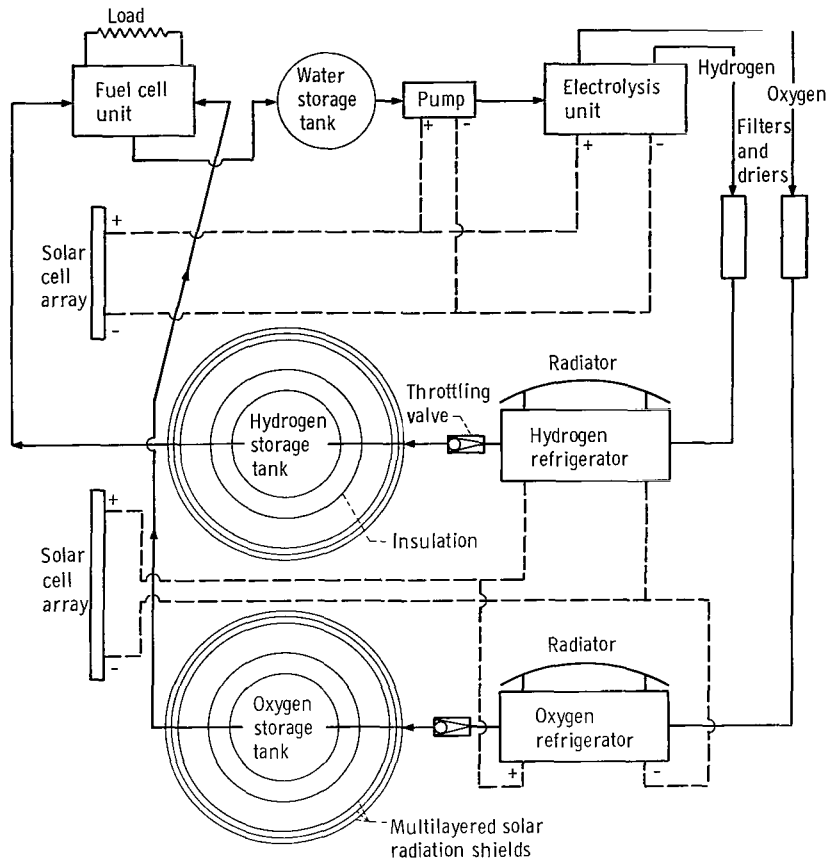 Load
Fuel cell
unit
Water
storage
tank
Pump
+
-
Electrolysis
unit
+
-
Hydrogen
Oxygen
Filters
and
driers
+
Solar
cell
array
-
Radiator
Throttling
valve
Hydrogen
storage
tank
Hydrogen
refrigerator
Insulation
+
Solar
cell
array
-
Radiator
Oxygen
storage
tank
Oxygen
refrigerator
+
-
Multilayered solar
radiation shields